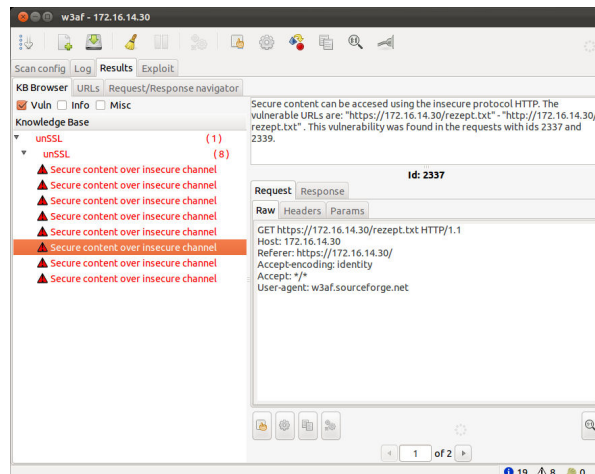 w3af - 172.16.14.30
Scan config Log Results Exploit
KB Browser URLs Request/Response navigator
Vuln Info Misc
Knowledge Base
unSSL (1)
unSSL (8)
Secure content over insecure channel
Secure content over insecure channel
Secure content over insecure channel
Secure content over insecure channel
Secure content over insecure channel
Secure content over insecure channel
Secure content over insecure channel
Secure content over insecure channel
Secure content can be accesed using the insecure protocol HTTP. The
vulnerable URLs are: "https://172.16.14.30/rezept.txt" - "http://172.16.14.30/
rezept.txt" . This vulnerability was found in the requests with ids 2337 and
2339.
Id: 2337
Request Response
Raw Headers Params
GET https://172.16.14.30/rezept.txt HTTP/1.1
Host: 172.16.14.30
Referer: https://172.16.14.30/
Accept-encoding: identity
Accept: */*
User-agent: w3af.sourceforge.net
1 of 2
19 8 0